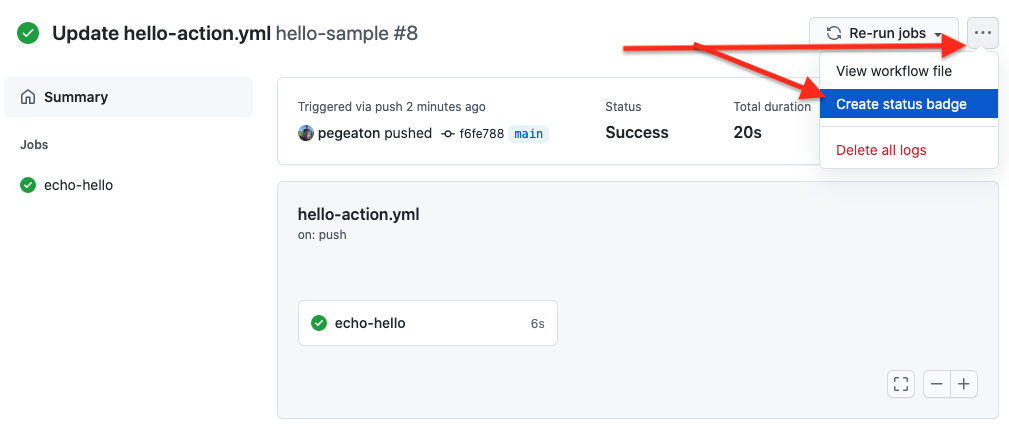 Update hello-action.yml hello-sample #8
Re-run jobs
View workflow file
Create status badge
Delete all logs
Summary
Jobs
echo-hello
Triggered via push 2 minutes ago
pegeaton pushed f6fe788 main
Status
Success
Total duration
20s
hello-action.yml
on: push
echo-hello 6s